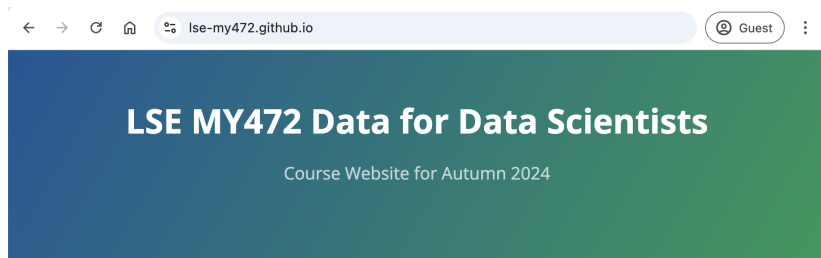 lse-my472.github.io
Guest
LSE MY472 Data for Data Scientists
Course Website for Autumn 2024